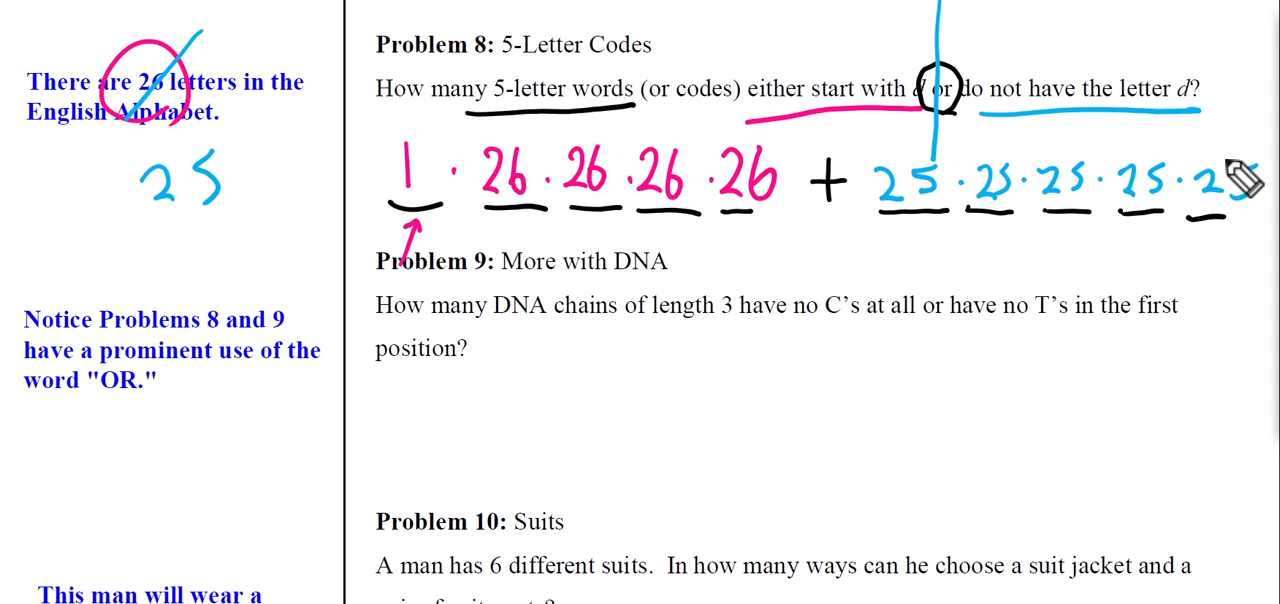 There are 26 letters in the
English Alphabet.
25
Notice Problems 8 and 9
have a prominent use of the
word "OR."
This man will wear a
Problem 8: 5-Letter Codes
How many 5-letter words (or codes) either start with d or do not have the letter d?
1 · 26 · 26 · 26 · 26 + 25 · 25 · 25 · 25 · 25
Problem 9: More with DNA
How many DNA chains of length 3 have no C's at all or have no T's in the first
position?
Problem 10: Suits
A man has 6 different suits. In how many ways can he choose a suit jacket and a